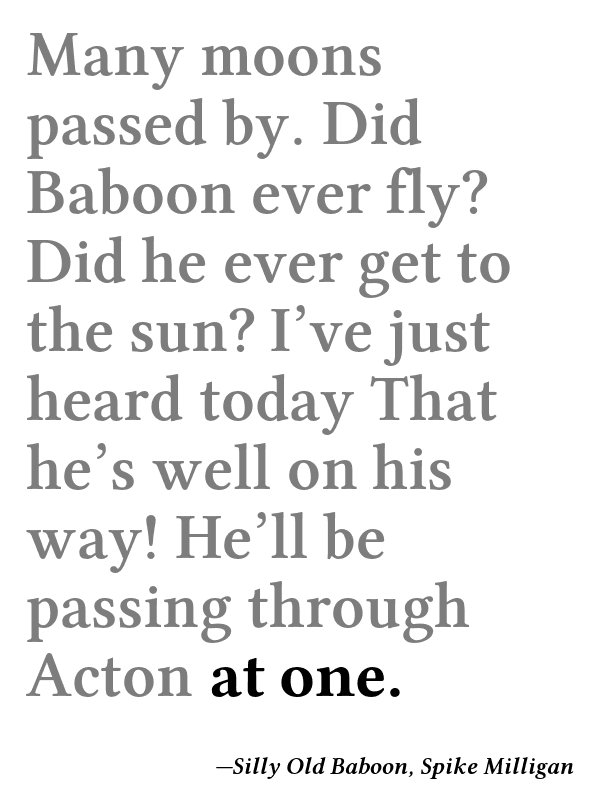 Many moons
passed by. Did
Baboon ever fly?
Did he ever get to
the sun? I’ve just
heard today That
he’s well on his
way! He’ll be
passing through
Acton at one.
—Silly Old Baboon, Spike Milligan